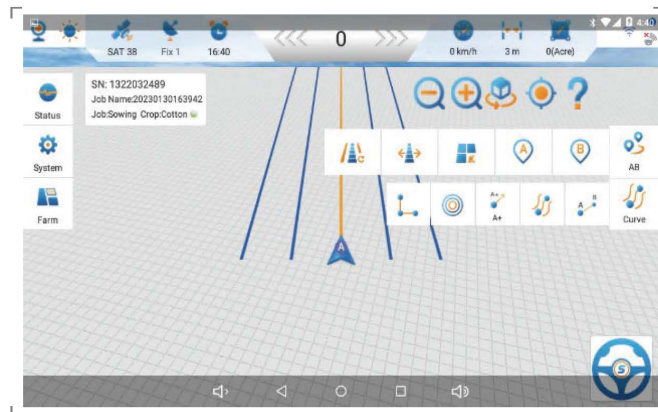 4:40
SAT 38
Fix 1
16:40
0
0 km/h
3 m
0(Acre)
SN: 1322032489
Job Name:20230130163942
Job:Sowing Crop:Cotton
Status
System
Farm
?
A
B
AB
A+
A+
A
B
Curve
A
S